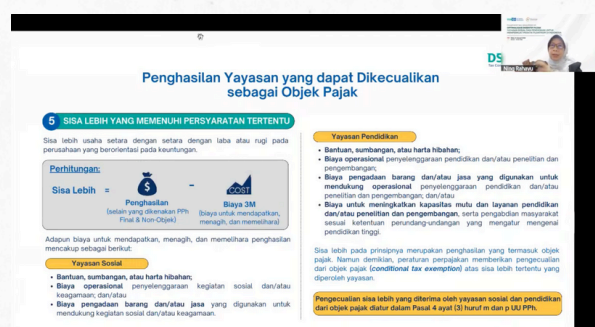 DS
Nino Rahayu
Penghasilan Yayasan yang dapat Dikecualikan
sebagai Objek Pajak
5 SISA LEBIH YANG MEMENUHI PERSYARATAN TERTENTU
Sisa lebih usaha setara dengan setara dengan laba atau rugi pada
perusahaan yang berorientasi pada keuntungan.
Perhitungan:
Sisa Lebih = $ - COST
Penghasilan
(selain yang dikenakan PPh
Final & Non-Objek)
Biaya 3M
(biaya untuk mendapatkan,
menagih, dan memelihara)
Adapun biaya untuk mendapatkan, menagih, dan memelihara penghasilan
mencakup sebagai berikut:
Yayasan Sosial
• Bantuan, sumbangan, atau harta hibahan;
• Biaya operasional penyelenggaraan kegiatan sosial dan/atau
keagamaan; dan/atau
• Biaya pengadaan barang dan/atau jasa yang digunakan untuk
mendukung kegiatan sosial dan/atau keagamaan.
Yayasan Pendidikan
• Bantuan, sumbangan, atau harta hibahan;
• Biaya operasional penyelenggaraan pendidikan dan/atau penelitian dan
pengembangan;
• Biaya pengadaan barang dan/atau jasa yang digunakan untuk
mendukung operasional penyelenggaraan pendidikan dan/atau
penelitian dan pengembangan; dan/atau
• Biaya untuk meningkatkan kapasitas mutu dan layanan pendidikan
dan/atau penelitian dan pengembangan, serta pengabdian masyarakat
sesuai ketentuan perundang-undangan yang mengatur mengenai
pendidikan tinggi.
Sisa lebih pada prinsipnya merupakan penghasilan yang termasuk objek
pajak. Namun demikian, peraturan perpajakan memberikan pengecualian
dari objek pajak (conditional tax exemption) atas sisa lebih tertentu yang
diperoleh yayasan.
Pengecualian sisa lebih yang diterima oleh yayasan sosial dan pendidikan
dari objek pajak diatur dalam Pasal 4 ayat (3) huruf m dan p UU PPh.